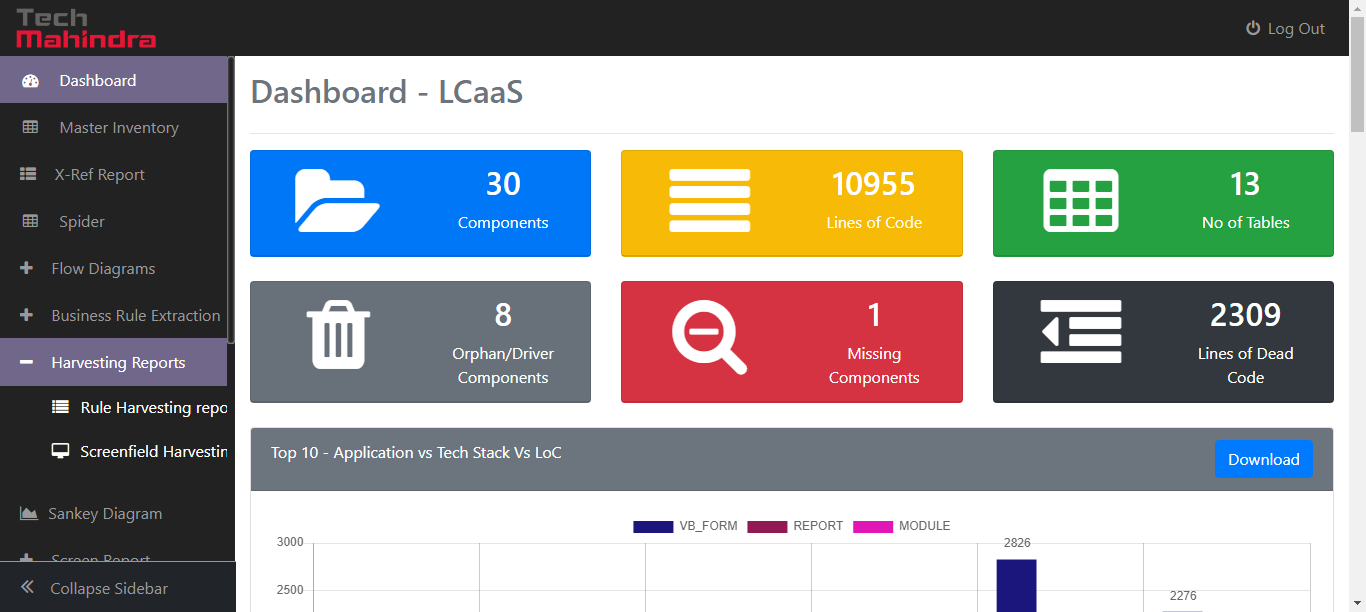 Tech
Mahindra
Log Out
Dashboard
Master Inventory
X-Ref Report
Spider
Flow Diagrams
Business Rule Extraction
Harvesting Reports
Rule Harvesting repo
Screenfield Harvestin
Sankey Diagram
Screen Report
Collapse Sidebar
Dashboard - LCaaS
30
Components
10955
Lines of Code
13
No of Tables
8
Orphan/Driver
Components
1
Missing
Components
2309
Lines of Dead
Code
Top 10 - Application vs Tech Stack Vs LoC
Download
VB_FORM REPORT MODULE
3000
2826
2500
2276